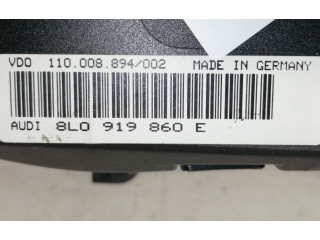 VDO 110.008.894/002 MADE IN GERMANY
AUDI 8L0 919 860 E